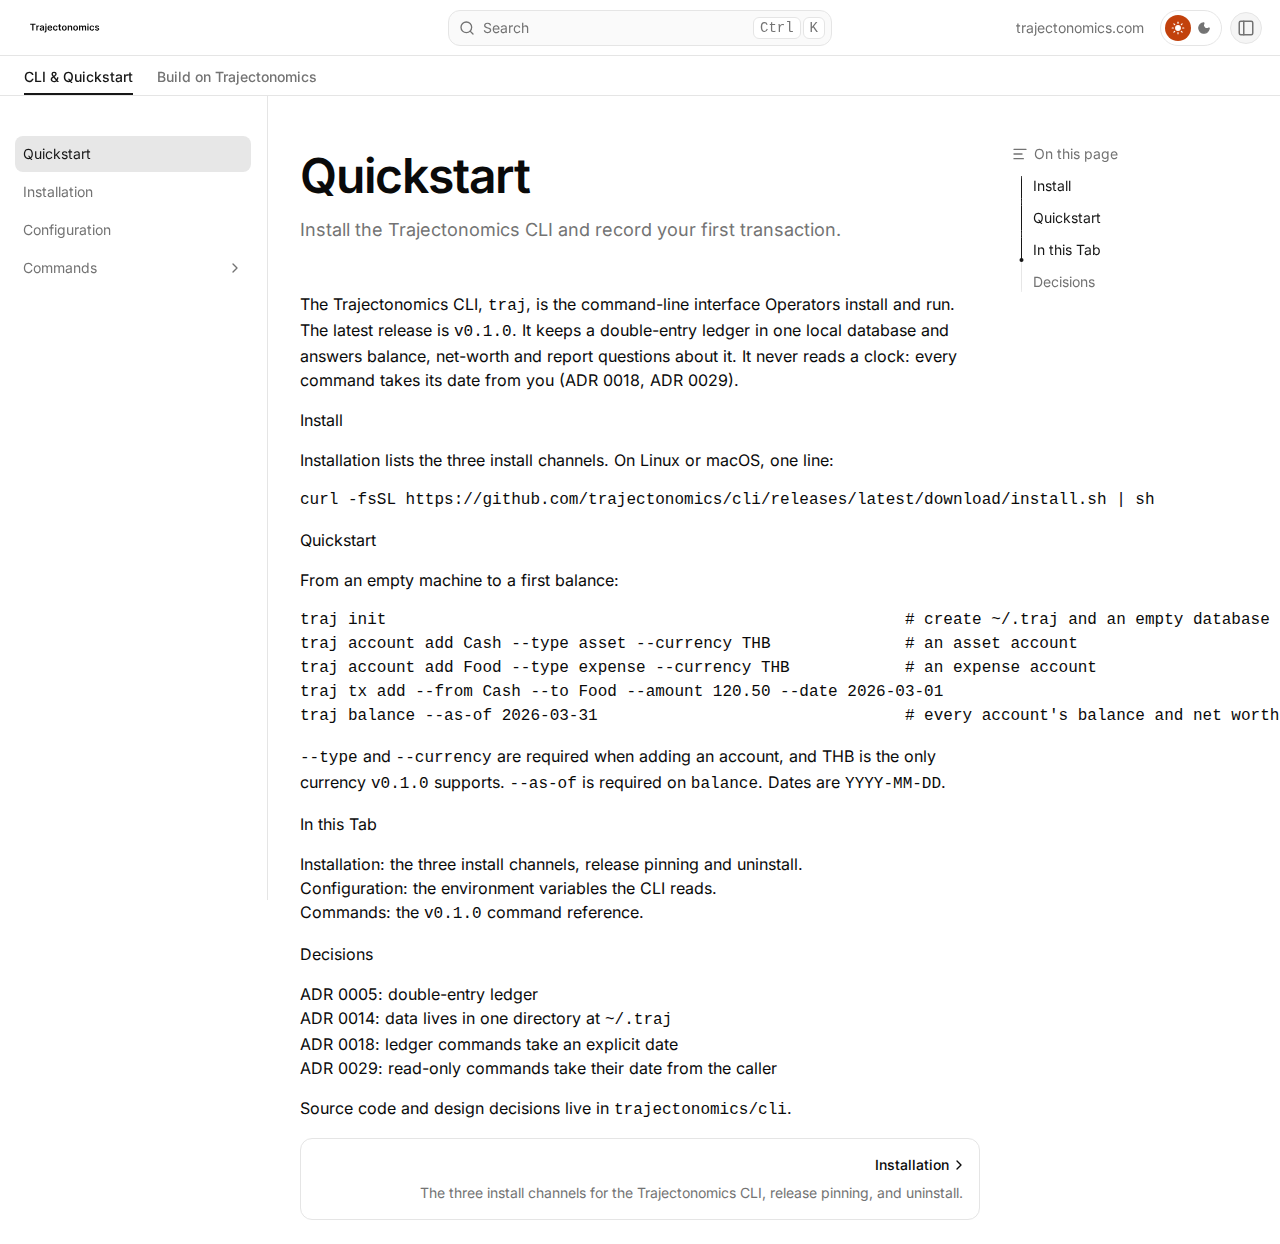 Trajectonomics
Search
Ctrl K
trajectonomics.com
CLI & Quickstart
Build on Trajectonomics
Quickstart
Installation
Configuration
Commands
Quickstart
Install the Trajectonomics CLI and record your first transaction.
The Trajectonomics CLI, traj, is the command-line interface Operators install and run.
The latest release is v0.1.0. It keeps a double-entry ledger in one local database and
answers balance, net-worth and report questions about it. It never reads a clock: every
command takes its date from you (ADR 0018, ADR 0029).
Install
Installation lists the three install channels. On Linux or macOS, one line:
curl -fsSL https://github.com/trajectonomics/cli/releases/latest/download/install.sh | sh
Quickstart
From an empty machine to a first balance:
traj init # create ~/.traj and an empty database
traj account add Cash --type asset --currency THB # an asset account
traj account add Food --type expense --currency THB # an expense account
traj tx add --from Cash --to Food --amount 120.50 --date 2026-03-01
traj balance --as-of 2026-03-31 # every account's balance and net worth
--type and --currency are required when adding an account, and THB is the only
currency v0.1.0 supports. --as-of is required on balance. Dates are YYYY-MM-DD.
In this Tab
Installation: the three install channels, release pinning and uninstall.
Configuration: the environment variables the CLI reads.
Commands: the v0.1.0 command reference.
Decisions
ADR 0005: double-entry ledger
ADR 0014: data lives in one directory at ~/.traj
ADR 0018: ledger commands take an explicit date
ADR 0029: read-only commands take their date from the caller
Source code and design decisions live in trajectonomics/cli.
Installation
The three install channels for the Trajectonomics CLI, release pinning, and uninstall.
On this page
Install
Quickstart
In this Tab
Decisions